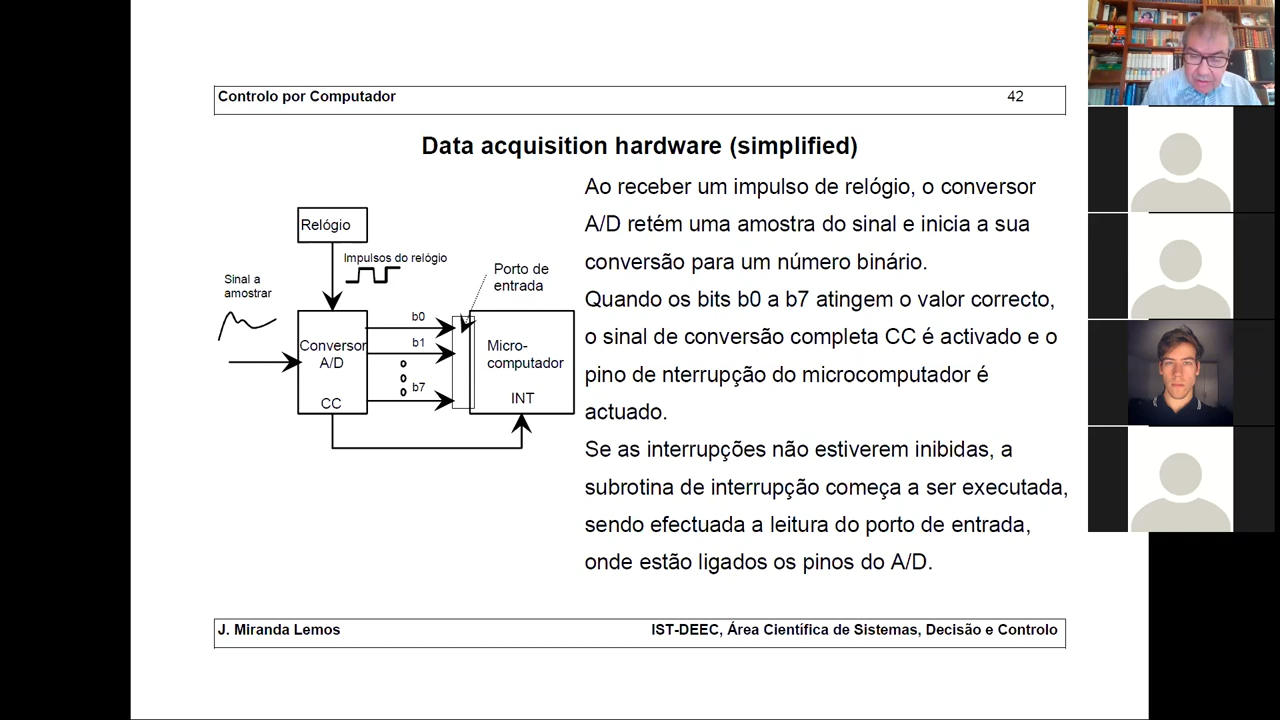 Controlo por Computador
42
Data acquisition hardware (simplified)
Relógio
Impulsos do relógio
Sinal a
amostrar
Porto de
entrada
Conversor
A/D
CC
b0
b1
b7
Micro-
computador
INT
Ao receber um impulso de relógio, o conversor
A/D retém uma amostra do sinal e inicia a sua
conversão para um número binário.
Quando os bits b0 a b7 atingem o valor correcto,
o sinal de conversão completa CC é activado e o
pino de nterrupção do microcomputador é
actuado.
Se as interrupções não estiverem inibidas, a
subrotina de interrupção começa a ser executada,
sendo efectuada a leitura do porto de entrada,
onde estão ligados os pinos do A/D.
J. Miranda Lemos
IST-DEEC, Área Científica de Sistemas, Decisão e Controlo